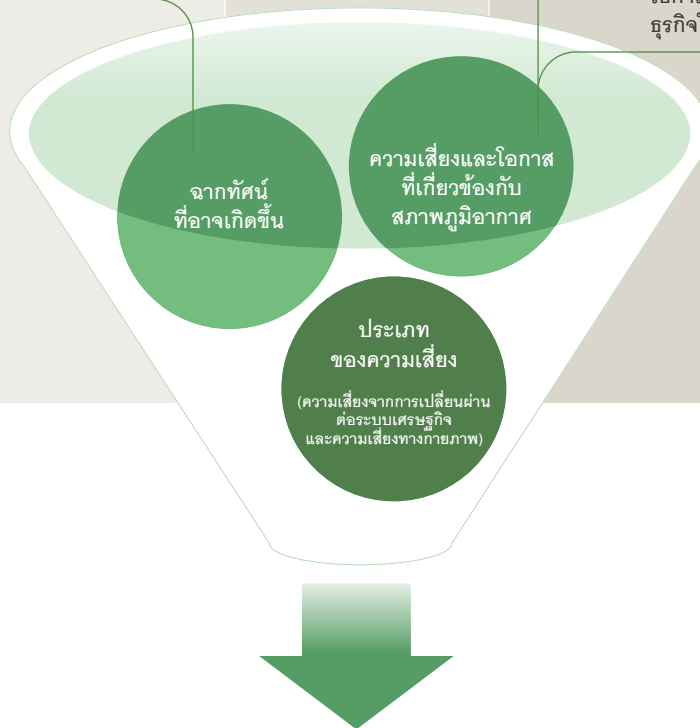 ธุรกิจ
ความเสี่ยงและโอกาส
ที่เกี่ยวข้องกับ
สภาพภูมิอากาศ
ฉากทัศน์
ที่อาจเกิดขึ้น
ประเภท
ของความเสี่ยง
(ความเสี่ยงจากการเปลี่ยนผ่าน
ต่อระบบเศรษฐกิจ
และความเสี่ยงทางกายภาพ)